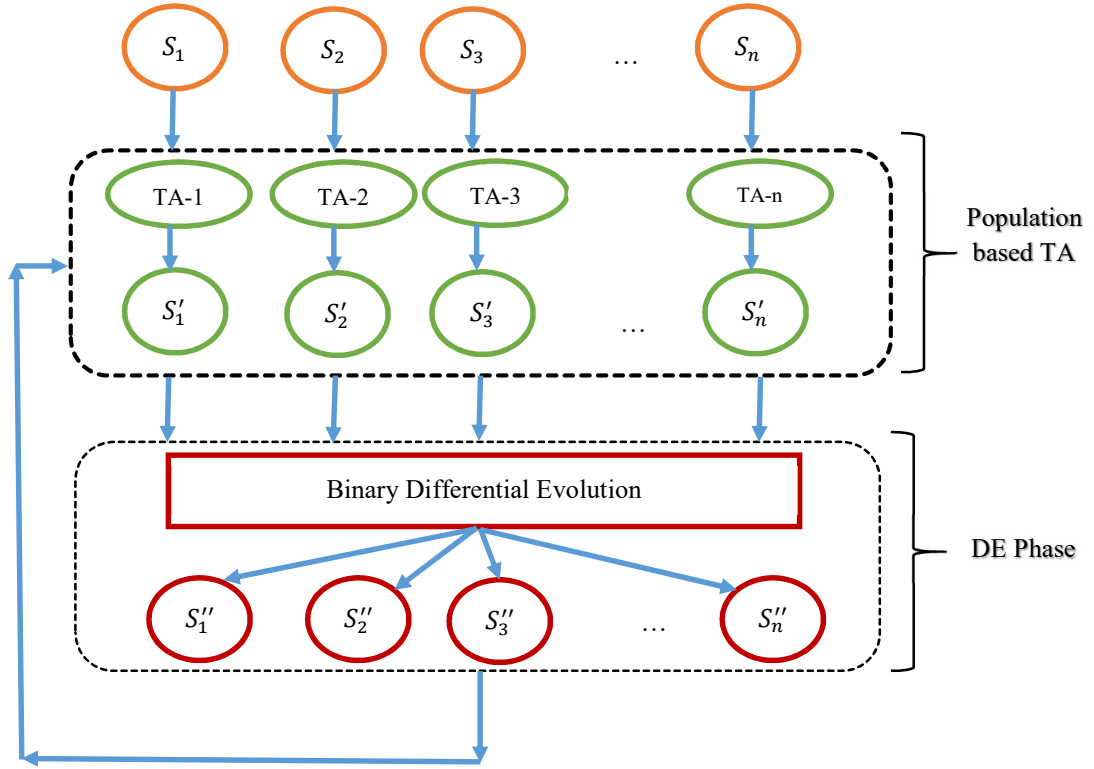 S₁ S₂ S₃ … Sₙ
TA-1 TA-2 TA-3 TA-n
Population
based TA
S′₁ S′₂ S′₃ … S′ₙ
Binary Differential Evolution
DE Phase
S′′₁ S′′₂ S′′₃ … S′′ₙ